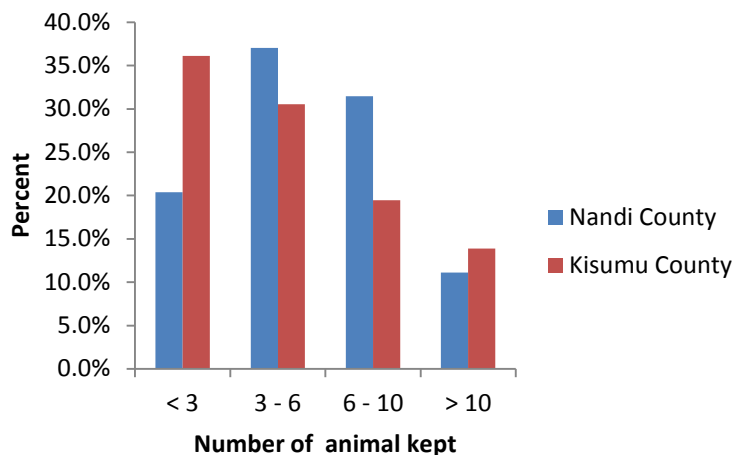 40.0%
35.0%
30.0%
25.0%
20.0%
15.0%
10.0%
5.0%
0.0%
Percent
< 3
3 - 6
6 - 10
> 10
Number of  animal kept
Nandi County
Kisumu County